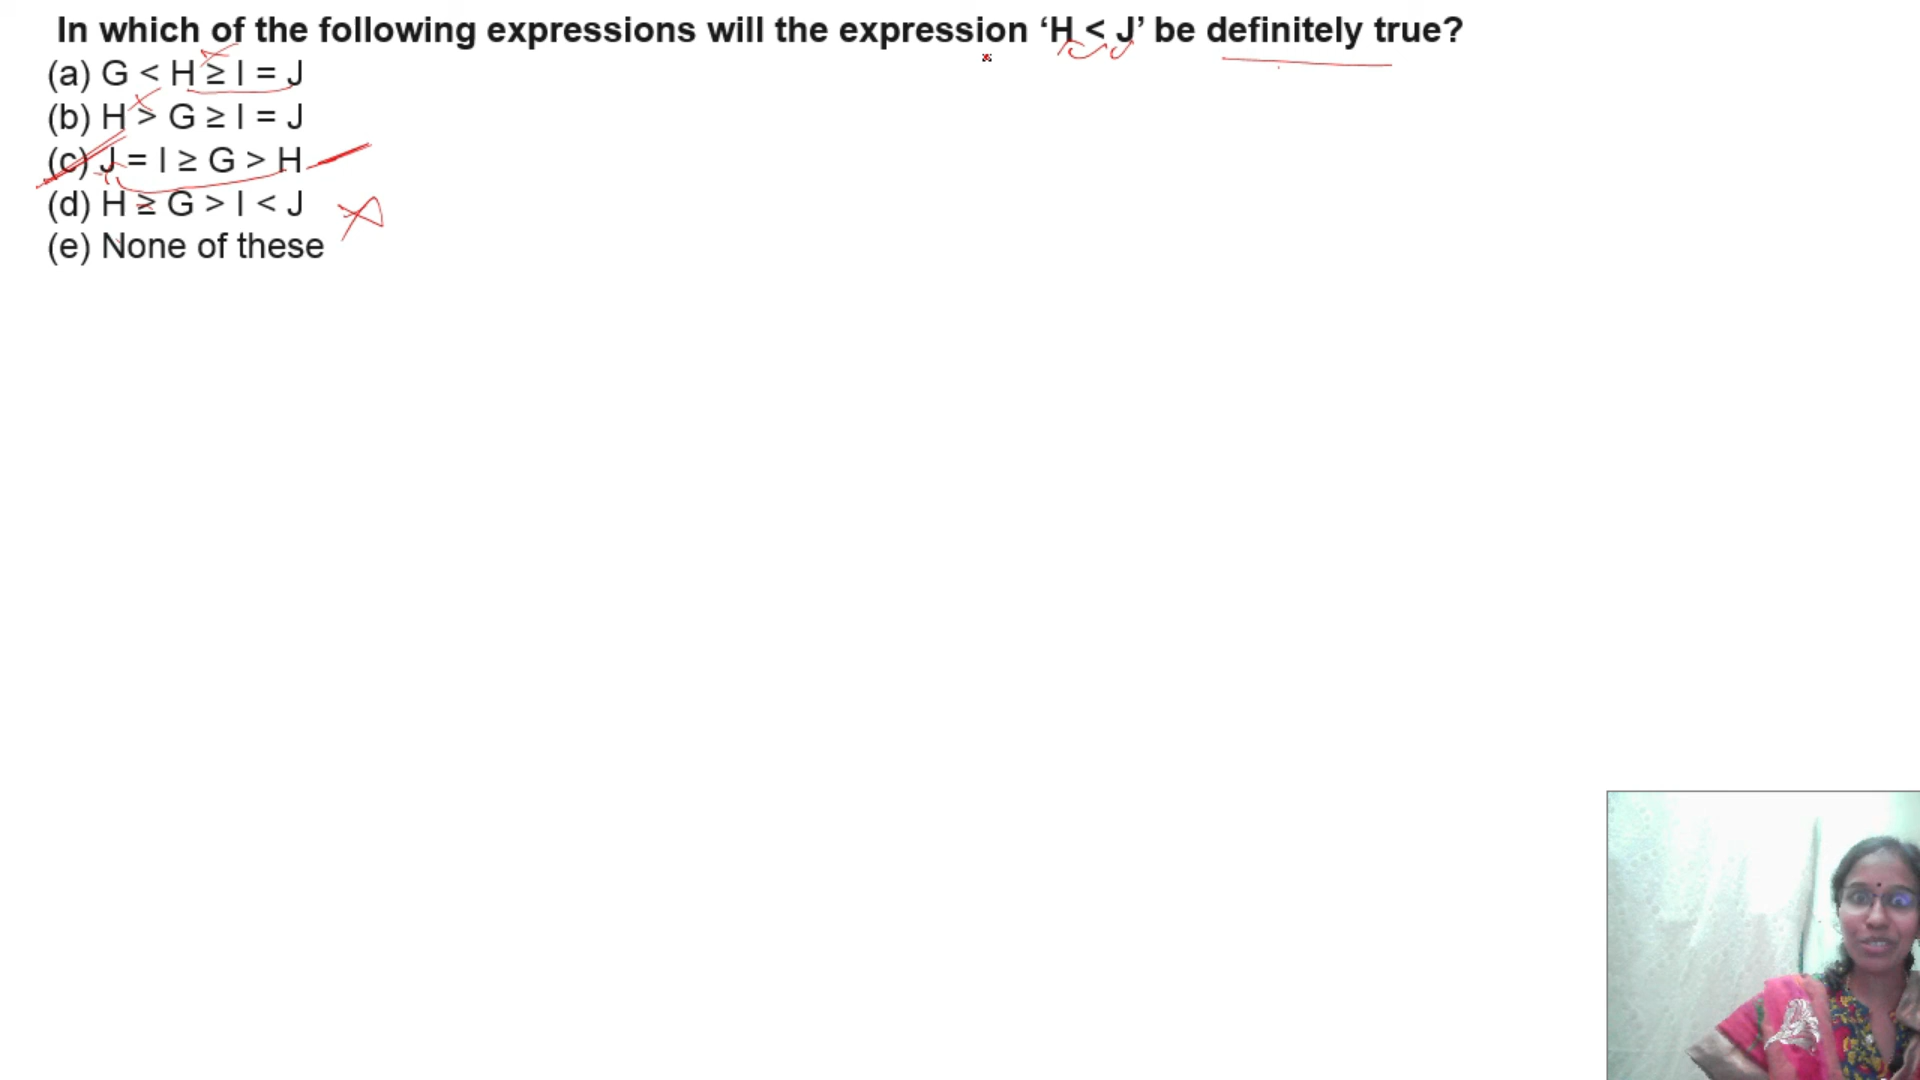 In which of the following expressions will the expression ‘H < J’ be definitely true?
(a) G < H ≥ I = J
(b) H > G ≥ I = J
(c) J = I ≥ G > H
(d) H ≥ G > I < J
(e) None of these